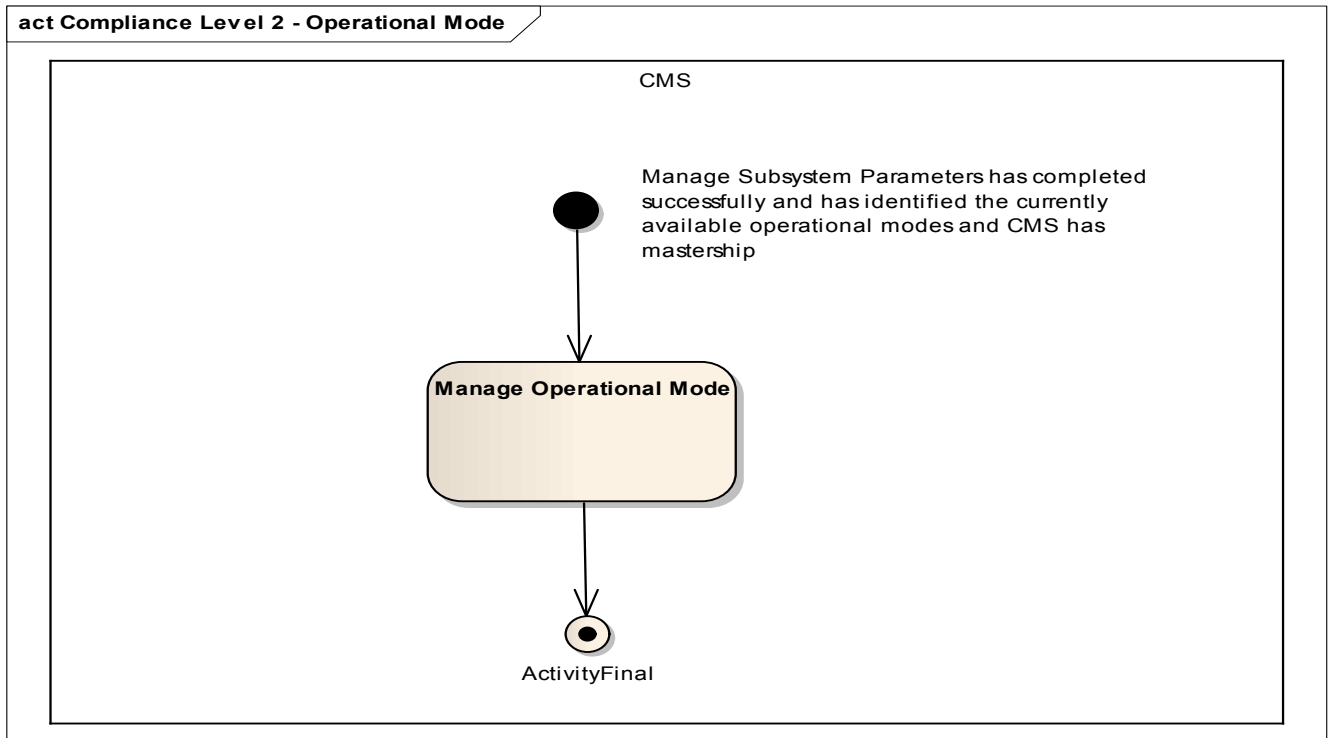 act Compliance Level 2 - Operational Mode
CMS
Manage Subsystem Parameters has completed
successfully and has identified the currently
available operational modes and CMS has
mastership
Manage Operational Mode
ActivityFinal